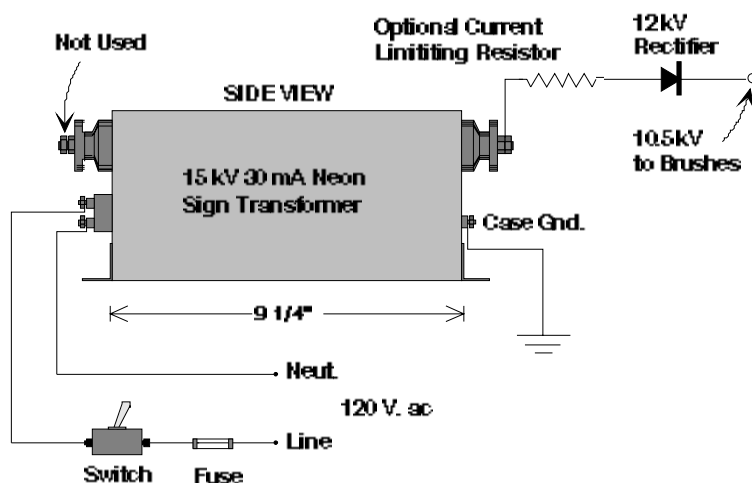 Not Used
Optional Current
Limititing Resistor
12kV
Rectifier
SIDE VIEW
10.5kV
to Brushes
15 kV 30 mA Neon
Sign Transformer
Case Gnd.
9 1/4"
Neut.
120 V. ac
Line
Switch
Fuse